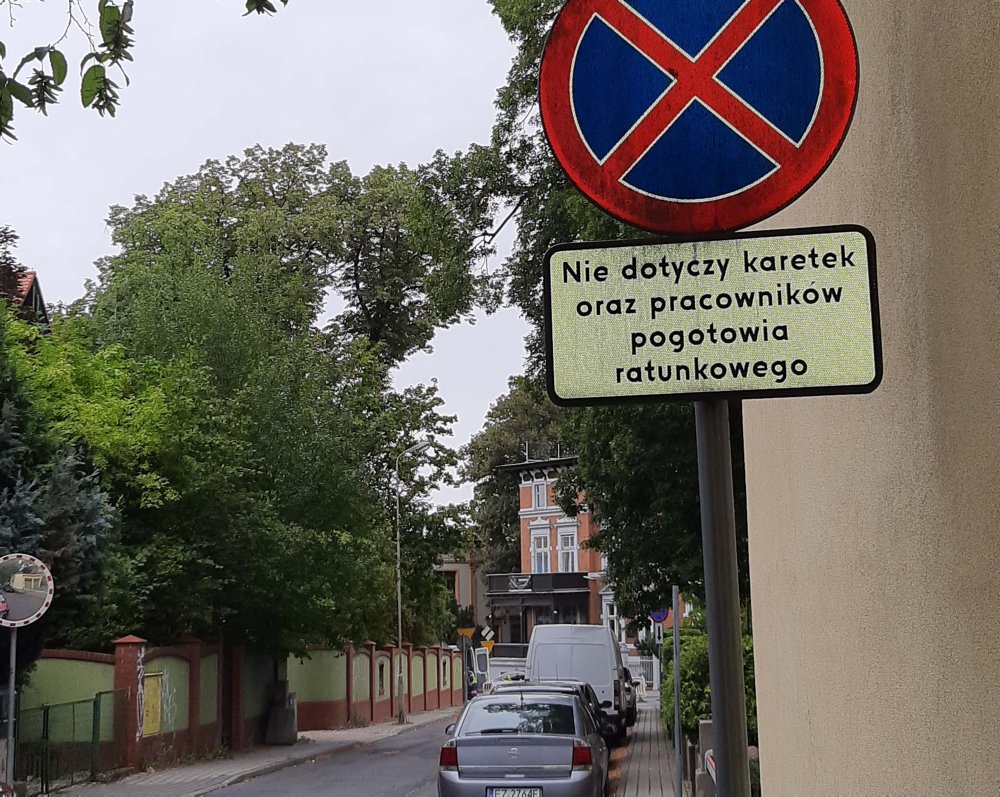 Nie dotyczy karetek
oraz pracowników
pogotowia
ratunkowego